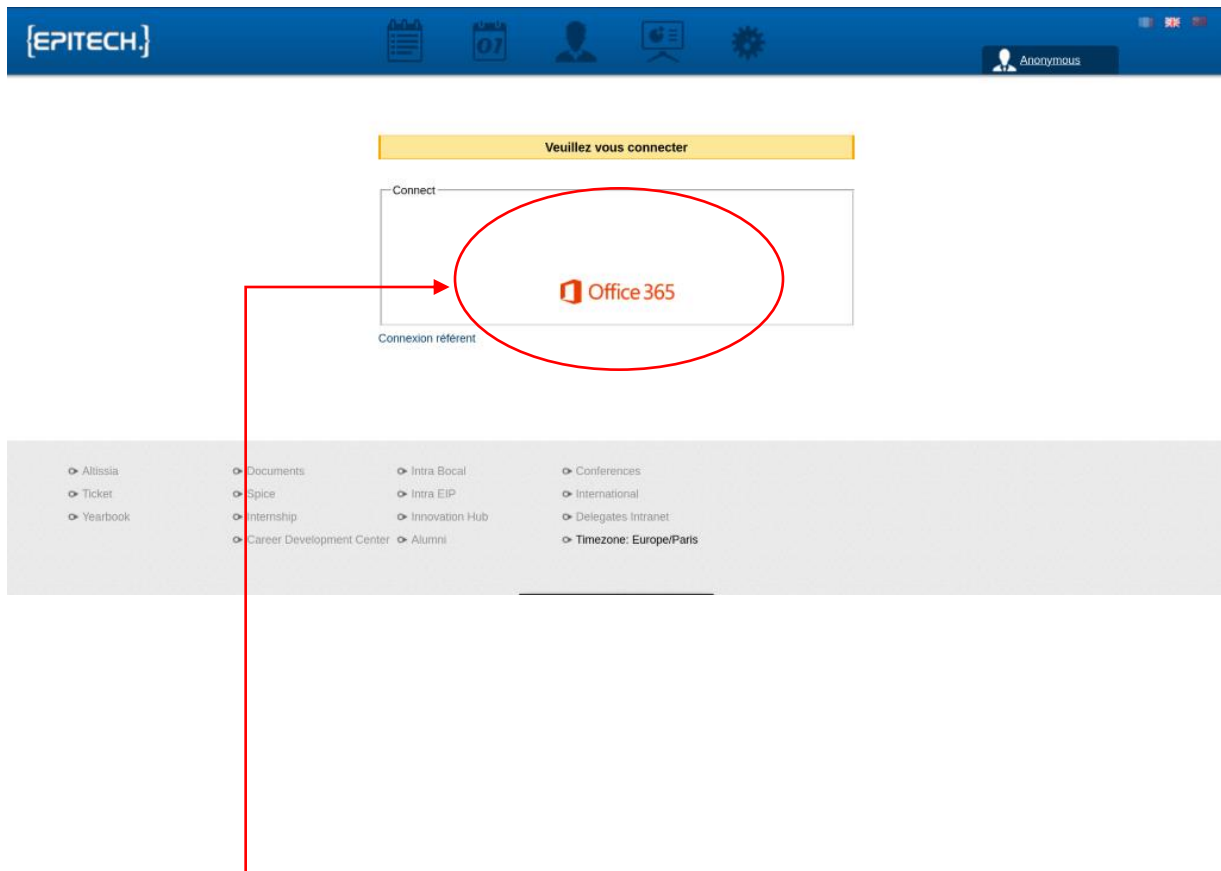 {EPITECH.}
01
Anonymous
Veuillez vous connecter
Connect
Office 365
Connexion référent
Altissia
Documents
Intra Bocal
Conferences
Ticket
Spice
Intra EIP
International
Yearbook
Internship
Innovation Hub
Delegates Intranet
Career Development Center
Alumni
Timezone: Europe/Paris